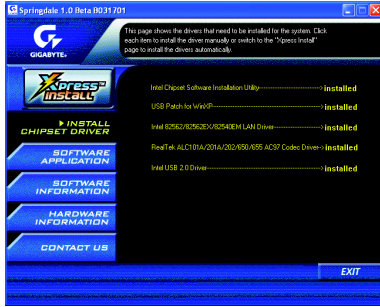 Springdale 1.0 Beta B031701
This page shows the drivers that need to be installed for the system. Click
each item to install the driver manually or switch to the "Xpress Install"
page to install the drivers automatically.
GIGABYTE™
Xpress™
INSTALL
INSTALL
CHIPSET DRIVER
SOFTWARE
APPLICATION
SOFTWARE
INFORMATION
HARDWARE
INFORMATION
CONTACT US
Intel Chipset Software Installation Utility----------------------------> installed
USB Patch for WinXP--------------------------------------------------> installed
Intel 82562/82562EX/82540EM LAN Driver-------------------------> installed
RealTek ALC101A/201A/202/650/655 AC97 Codec Driver-> installed
Intel USB 2.0 Driver----------------------------------------------------> installed
EXIT